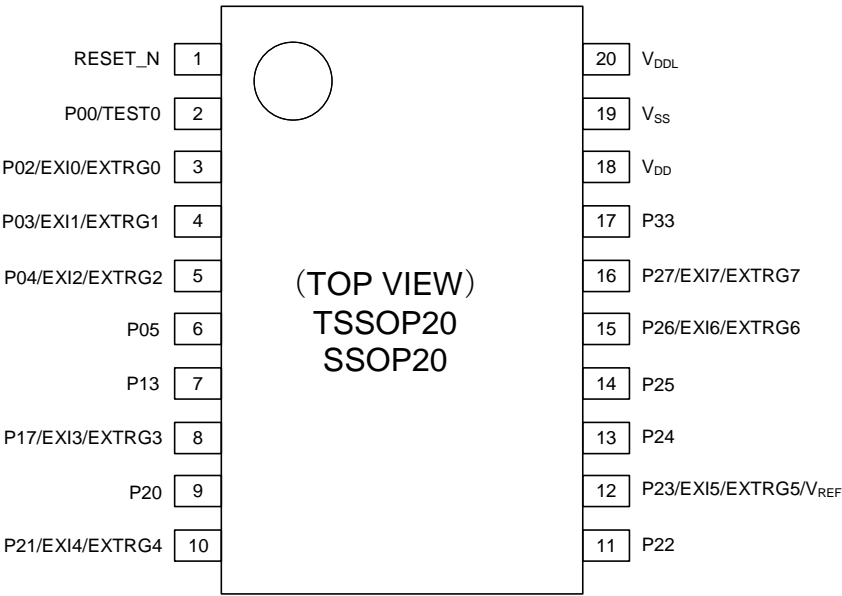 RESET_N 1
P00/TEST0 2
P02/EXI0/EXTRG0 3
P03/EXI1/EXTRG1 4
P04/EXI2/EXTRG2 5
P05 6
P13 7
P17/EXI3/EXTRG3 8
P20 9
P21/EXI4/EXTRG4 10
(TOP VIEW)
TSSOP20
SSOP20
20 VDDL
19 VSS
18 VDD
17 P33
16 P27/EXI7/EXTRG7
15 P26/EXI6/EXTRG6
14 P25
13 P24
12 P23/EXI5/EXTRG5/VREF
11 P22